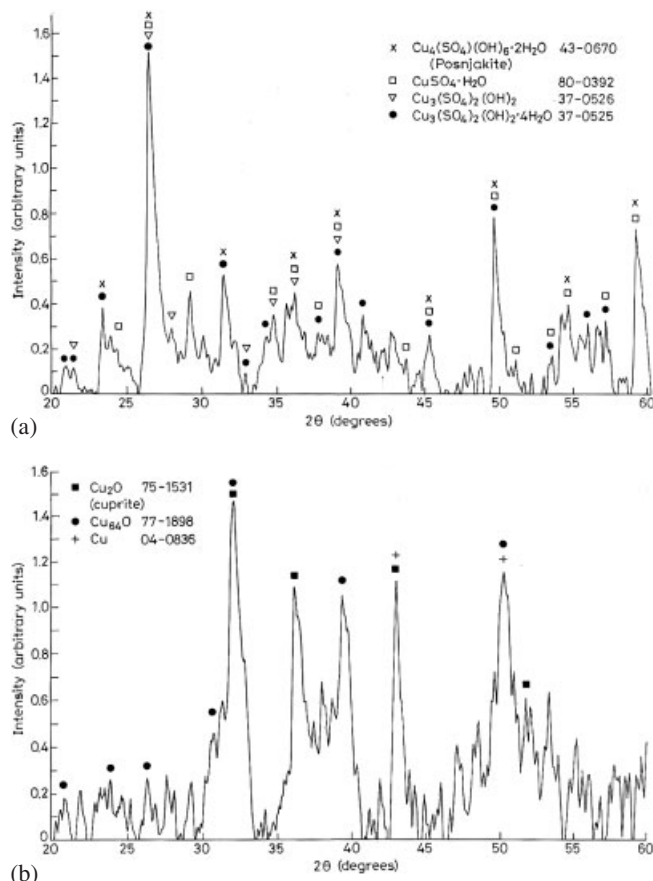 1.6
1.4
1.2
1.0
0.8
0.6
0.4
0.2
0
Intensity (arbitrary units)
x Cu₄(SO₄)(OH)₆·2H₂O 43-0670
(Posnjakite)
□ CuSO₄·H₂O 80-0392
▽ Cu₃(SO₄)₂(OH)₂ 37-0526
● Cu₃(SO₄)₂(OH)₂·4H₂O 37-0525
20 25 30 35 40 45 50 55 60
2θ (degrees)
(a)
1.6
1.4
1.2
1.0
0.8
0.6
0.4
0.2
0
Intensity (arbitrary units)
■ Cu₂O 75-1531
(cuprite)
● Cu₆₄O 77-1898
+ Cu 04-0836
20 25 30 35 40 45 50 55 60
2θ (degrees)
(b)